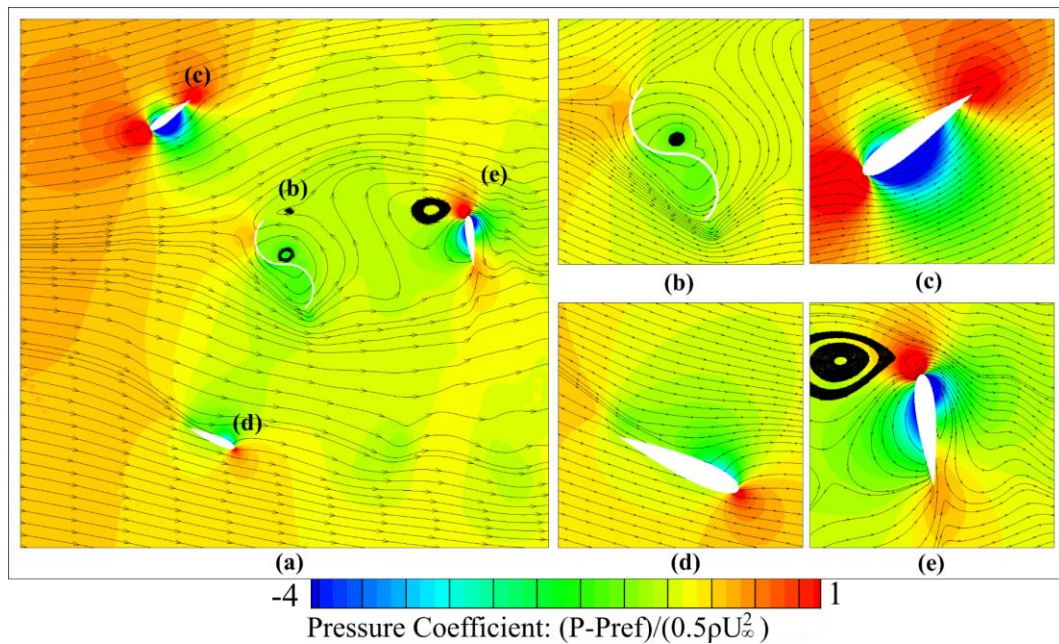 (c)
(b)
(e)
(d)
(a)
(b)
(c)
(d)
(e)
-4
1
Pressure Coefficient: (P-Pref)/(0.5ρU∞²)